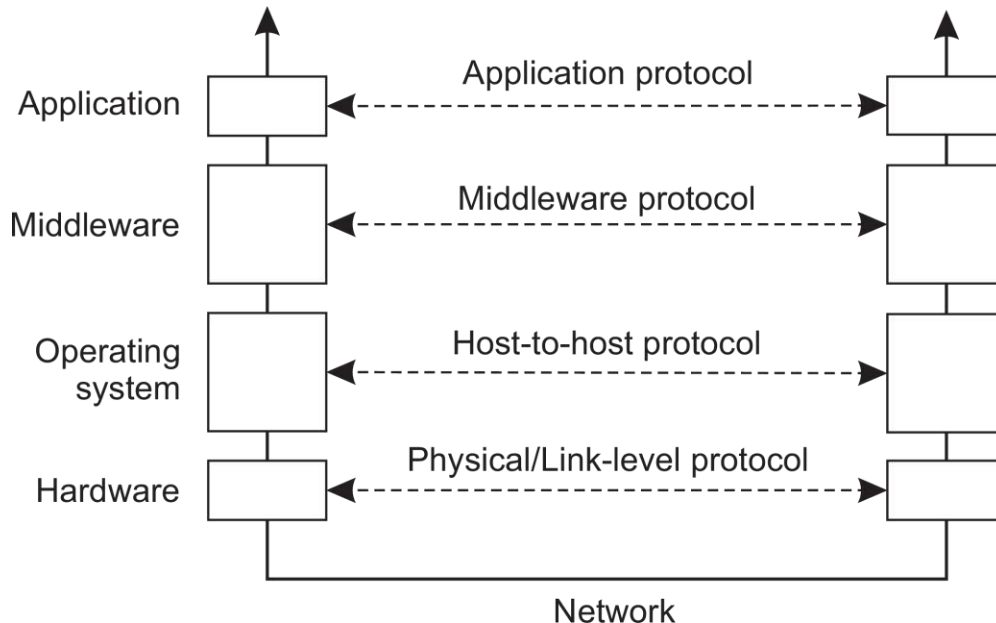 Application
Application protocol
Middleware
Middleware protocol
Operating
system
Host-to-host protocol
Hardware
Physical/Link-level protocol
Network